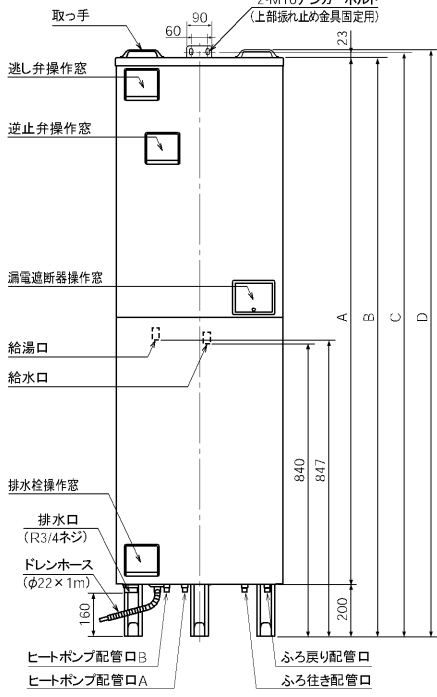 取っ手
90
60
(上部振れ止め金具固定用)
23
逃し弁操作窓
逆止弁操作窓
漏電遮断器操作窓
A
B
C
D
給湯口
給水口
840
847
排水栓操作窓
排水口
(R3/4ネジ)
ドレンホース
(φ22×1m)
160
200
ヒートポンプ配管口B
ヒートポンプ配管口A
ふろ戻り配管口
ふろ往き配管口